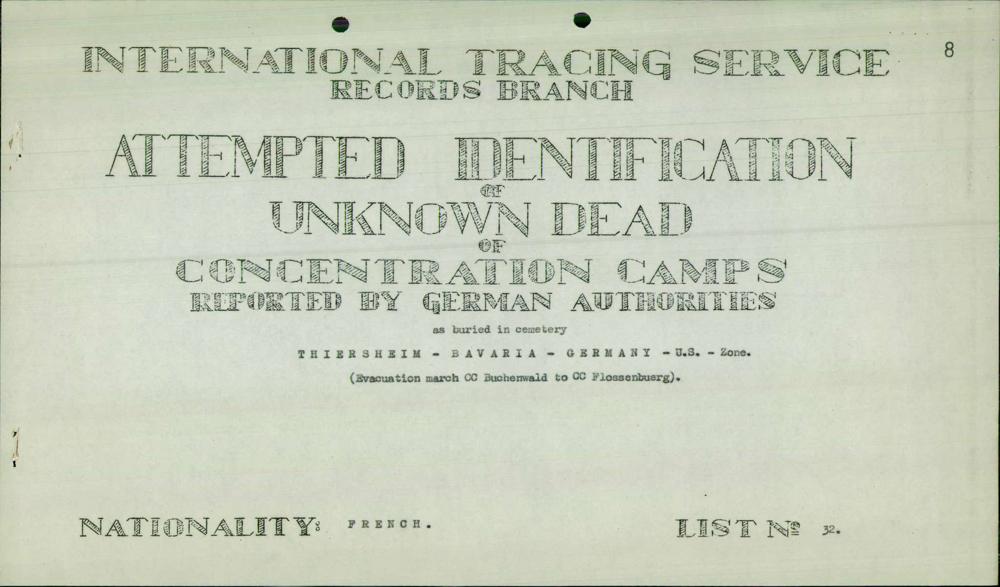 8
INTERNATIONAL TRACING SERVICE
RECORDS BRANCH
ATTEMPTED IDENTIFICATION
OF
UNKNOWN DEAD
OF
CONCENTRATION CAMPS
REPORTED BY GERMAN AUTHORITIES
as buried in cemetery
THIERSHEIM - BAVARIA - GERMANY - U.S. - Zone.
(Evacuation march CC Buchenwald to CC Flossenbuerg).
NATIONALITY: FRENCH. LIST Nº 32.